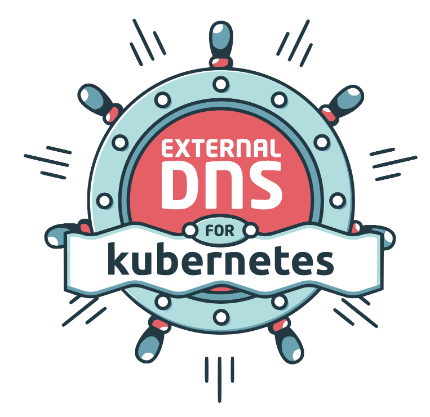 EXTERNAL
DNS
FOR
kubernetes